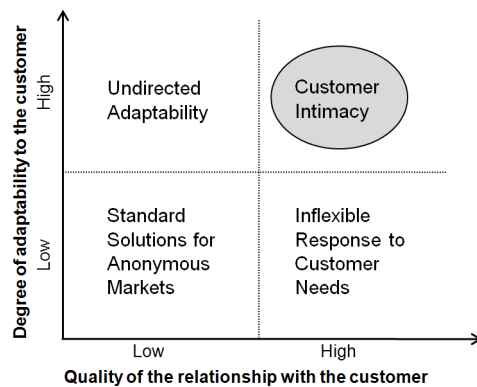 Degree of adaptability to the customer
High
Low
Undirected
Adaptability
Customer
Intimacy
Standard
Solutions for
Anonymous
Markets
Inflexible
Response to
Customer
Needs
Low
High
Quality of the relationship with the customer